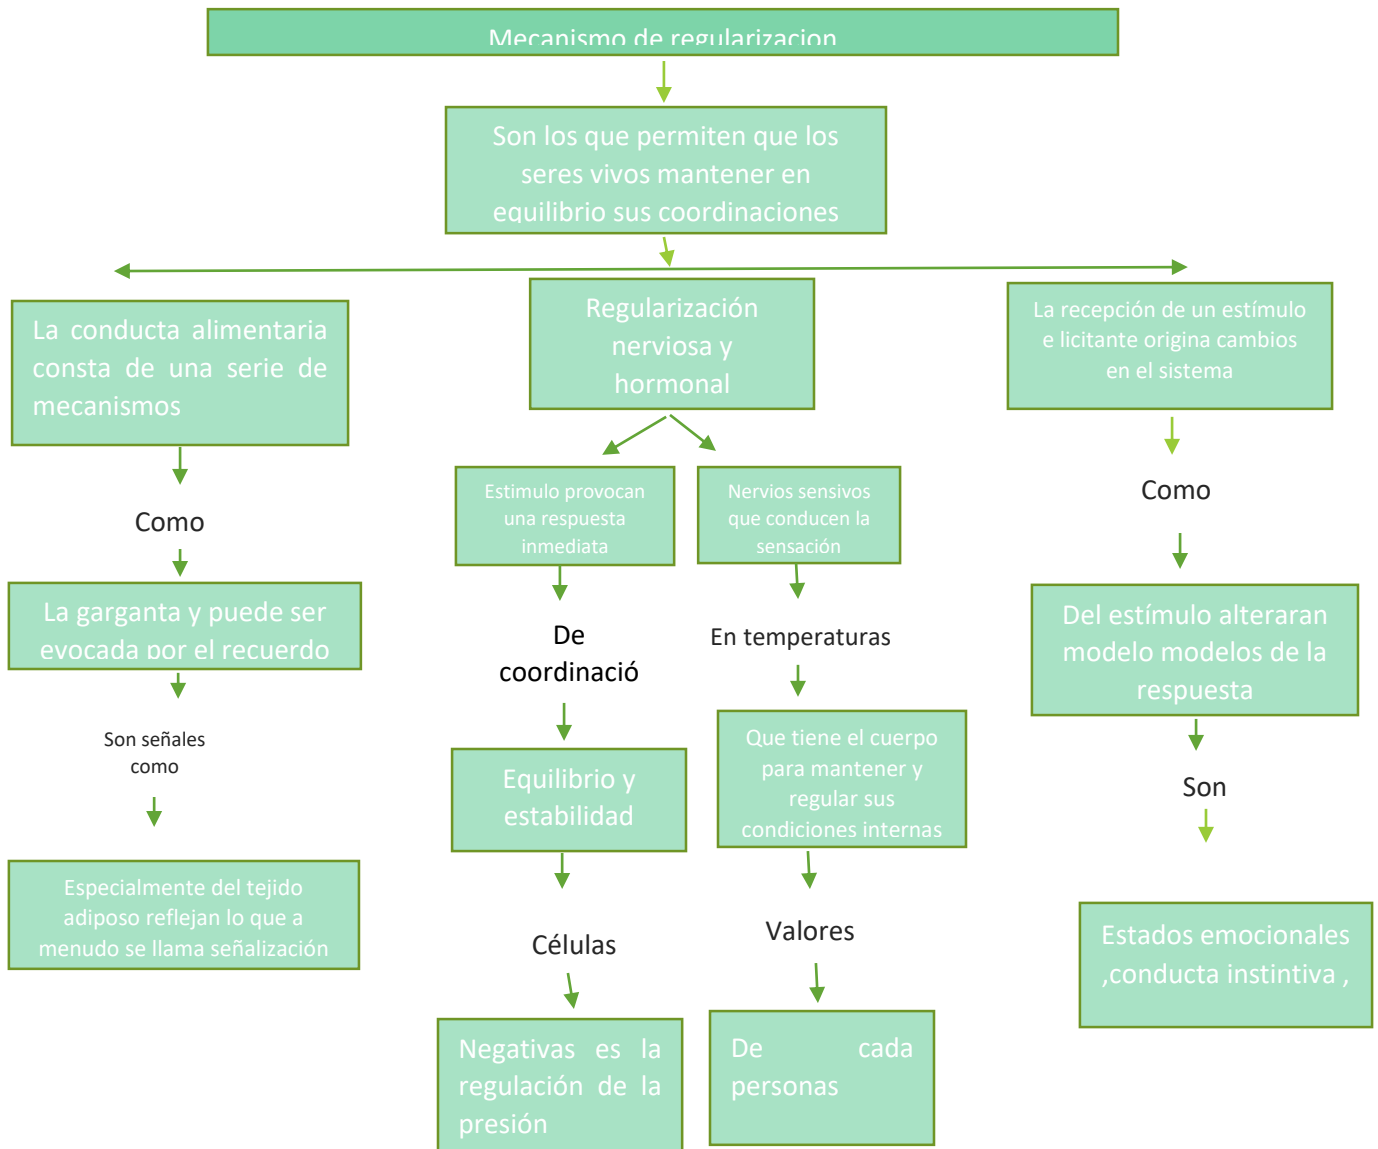 Mecanismo de regularizacion
Son los que permiten que los
seres vivos mantener en
equilibrio sus coordinaciones
La conducta alimentaria
consta de una serie de
mecanismos
Como
La garganta y puede ser
evocada por el recuerdo
Son señales
como
Especialmente del tejido
adiposo reflejan lo que a
menudo se llama señalización
Regularización
nerviosa y
hormonal
Estimulo provocan
una respuesta
inmediata
De
coordinació
Equilibrio y
estabilidad
Células
Negativas es la
regulación de la
presión
Nervios sensivos
que conducen la
sensación
En temperaturas
Que tiene el cuerpo
para mantener y
regular sus
condiciones internas
Valores
De cada
personas
La recepción de un estímulo
e licitante origina cambios
en el sistema
Como
Del estímulo alteraran
modelo modelos de la
respuesta
Son
Estados emocionales
,conducta instintiva ,